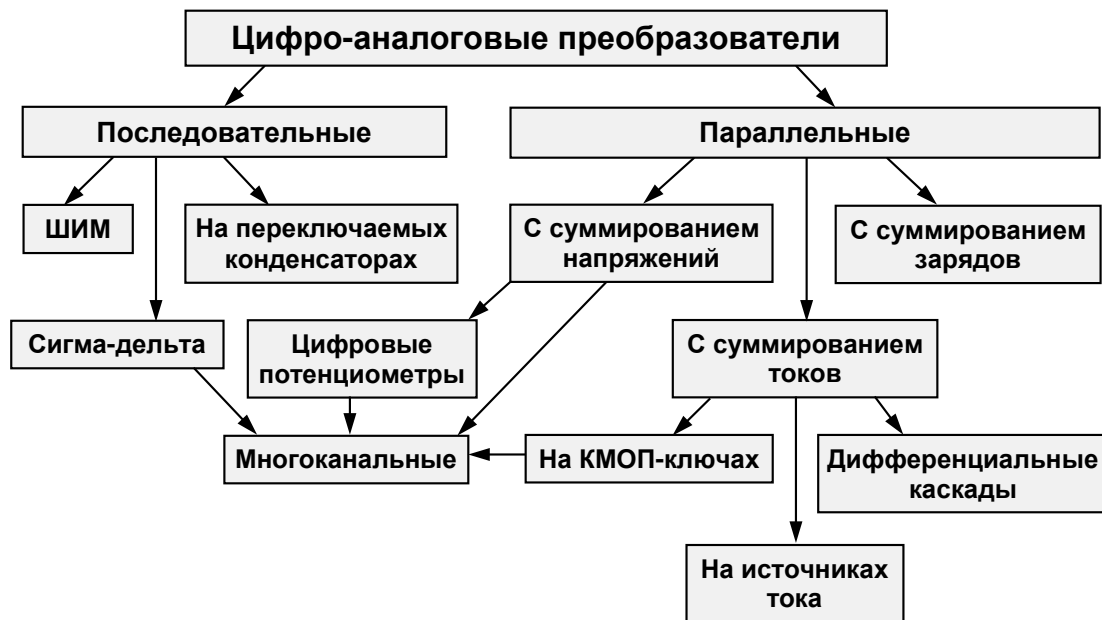 Цифро-аналоговые преобразователи
Последовательные
Параллельные
ШИМ
На переключаемых
конденсаторах
С суммированием
напряжений
С суммированием
зарядов
Сигма-дельта
Цифровые
потенциометры
С суммированием
токов
Многоканальные
На КМОП-ключах
Дифференциальные
каскады
На источниках
тока